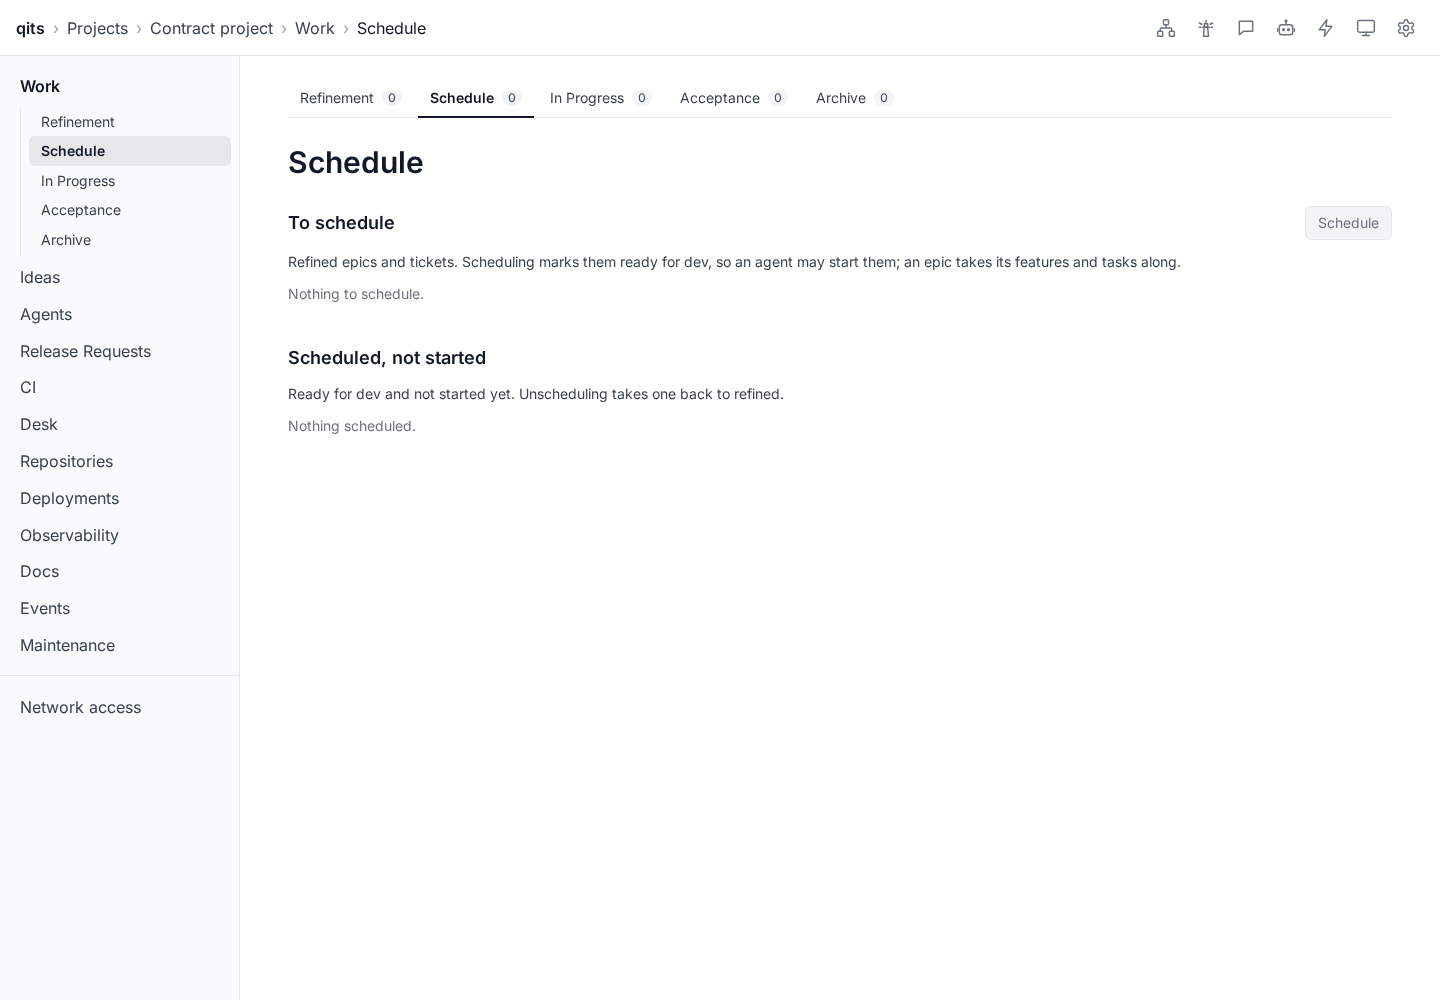 qits › Projects › Contract project › Work › Schedule
Work
Refinement
Schedule
In Progress
Acceptance
Archive
Ideas
Agents
Release Requests
CI
Desk
Repositories
Deployments
Observability
Docs
Events
Maintenance
Network access
Refinement 0 Schedule 0 In Progress 0 Acceptance 0 Archive 0
Schedule
To schedule
Schedule
Refined epics and tickets. Scheduling marks them ready for dev, so an agent may start them; an epic takes its features and tasks along.
Nothing to schedule.
Scheduled, not started
Ready for dev and not started yet. Unscheduling takes one back to refined.
Nothing scheduled.